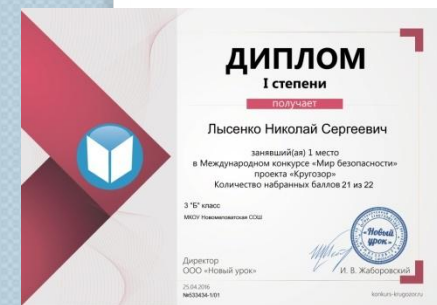 ДИПЛОМ
I степени
получает
Лысенко Николай Сергеевич
занявший(ая) 1 место
в Международном конкурсе «Мир безопасности»
проекта «Кругозор»
Количество набранных баллов 21 из 22
3 "Б" класс
МКОУ Новомеловатская СОШ
«Новый урок»
Директор
ООО «Новый урок»
И. В. Жаборовский
25.04.2016
№533434-1/01
konkurs-krugozor.ru